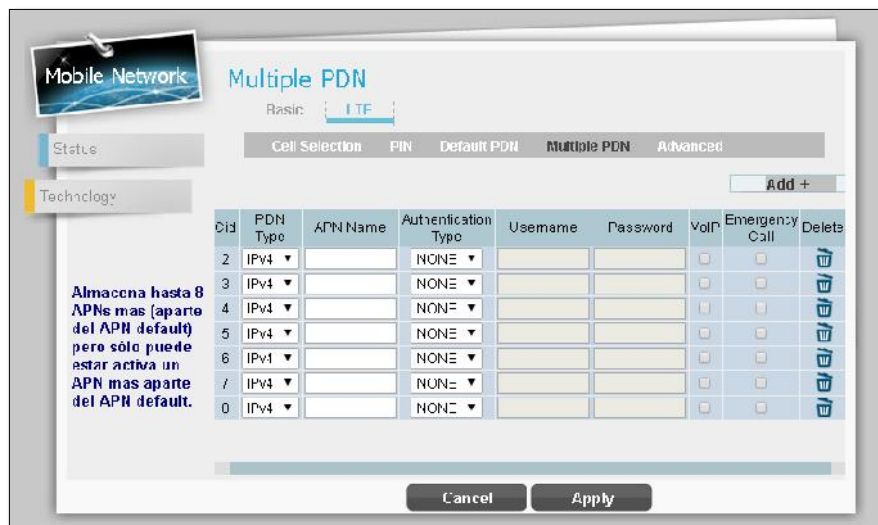 Mobile Network
Multiple PDN
Basic LTE
Status
Cell Selection PIN Default PDN Multiple PDN Advanced
Technology
Add +
Cid PDN Type APN Name Authentication Type Username Password VoIP Emergency Call Delete
2 IPv4 NONE
3 IPv4 NONE
4 IPv4 NONE
5 IPv4 NONE
6 IPv4 NONE
7 IPv4 NONE
IPv4 NONE
Almacena hasta 8
APNs mas (aparte
del APN default)
pero sólo puede
estar activa un
APN mas aparte
del APN default.
Cancel Apply